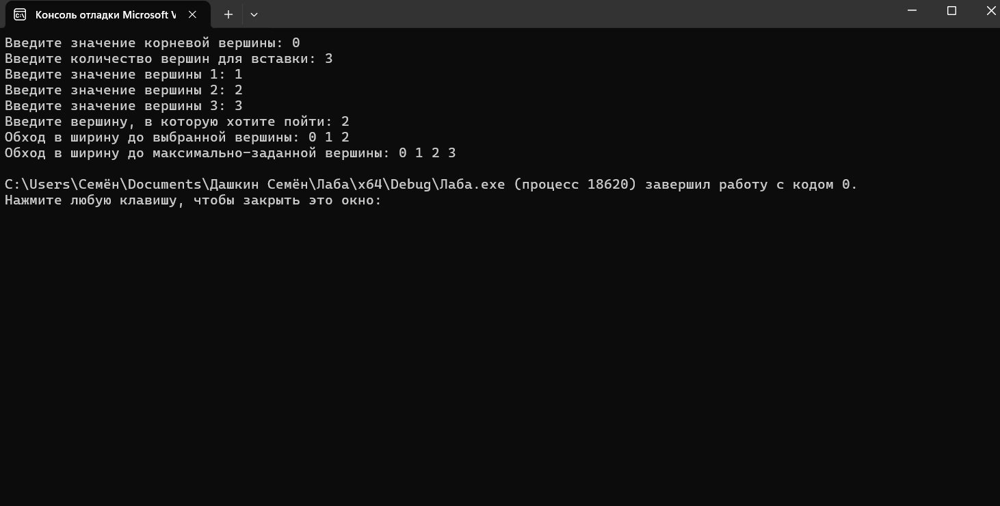 Консоль отладки Microsoft V
Введите значение корневой вершины: 0
Введите количество вершин для вставки: 3
Введите значение вершины 1: 1
Введите значение вершины 2: 2
Введите значение вершины 3: 3
Введите вершину, в которую хотите пойти: 2
Обход в ширину до выбранной вершины: 0 1 2
Обход в ширину до максимально-заданной вершины: 0 1 2 3
C:\Users\Семён\Documents\Дашкин Семён\Лаба\x64\Debug\Лаба.exe (процесс 18620) завершил работу с кодом 0.
Нажмите любую клавишу, чтобы закрыть это окно: